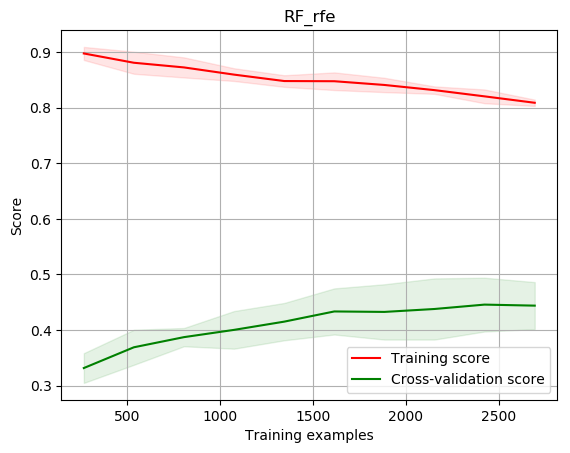 RF_rfe
Score
0.9
0.8
0.7
0.6
0.5
0.4
0.3
Training score
Cross-validation score
500
1000
1500
2000
2500
Training examples